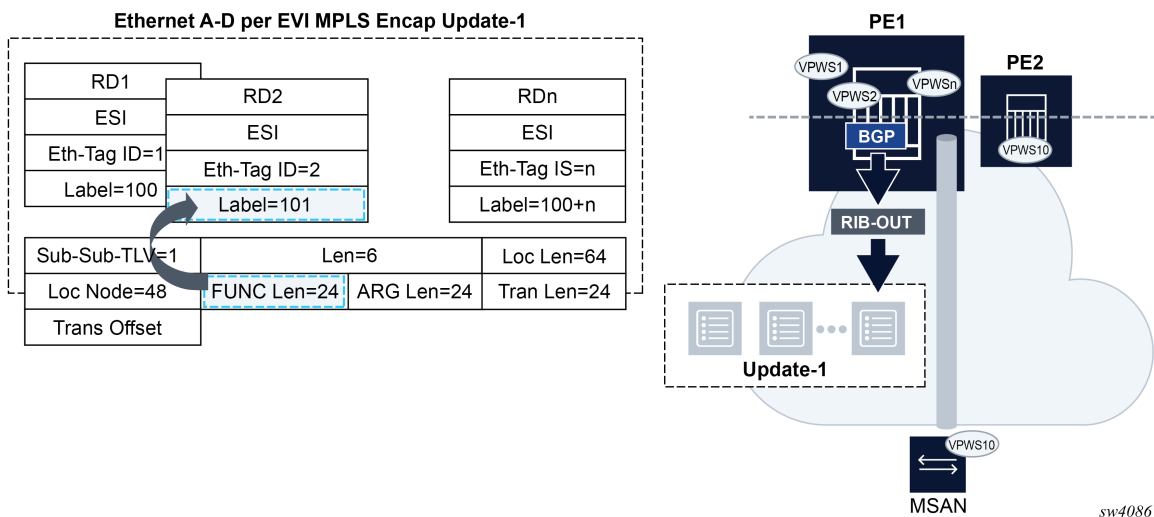 Ethernet A-D per EVI MPLS Encap Update-1
RD1
ESI
Eth-Tag ID=1
Label=100
RD2
ESI
Eth-Tag ID=2
Label=101
RDn
ESI
Eth-Tag IS=n
Label=100+n
Sub-Sub-TLV=1
Len=6
Loc Len=64
Loc Node=48
FUNC Len=24
ARG Len=24
Tran Len=24
Trans Offset
PE1
VPWS1
VPWS2
VPWSn
BGP
PE2
VPWS10
RIB-OUT
Update-1
VPWS10
MSAN
sw4086